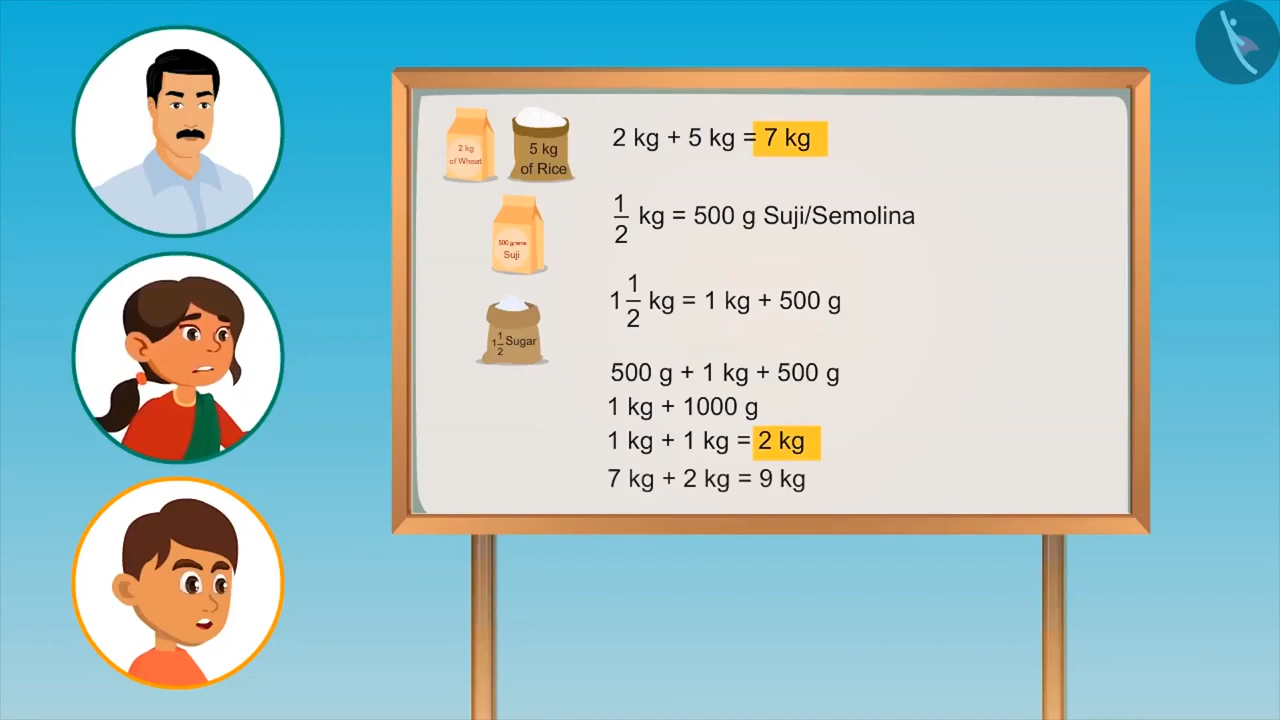 2 kg
of Wheat
5 kg
of Rice
2 kg + 5 kg = 7 kg
500 grams
Suji
1/2 kg = 500 g Suji/Semolina
1 1/2 Sugar
1 1/2 kg = 1 kg + 500 g
500 g + 1 kg + 500 g
1 kg + 1000 g
1 kg + 1 kg = 2 kg
7 kg + 2 kg = 9 kg